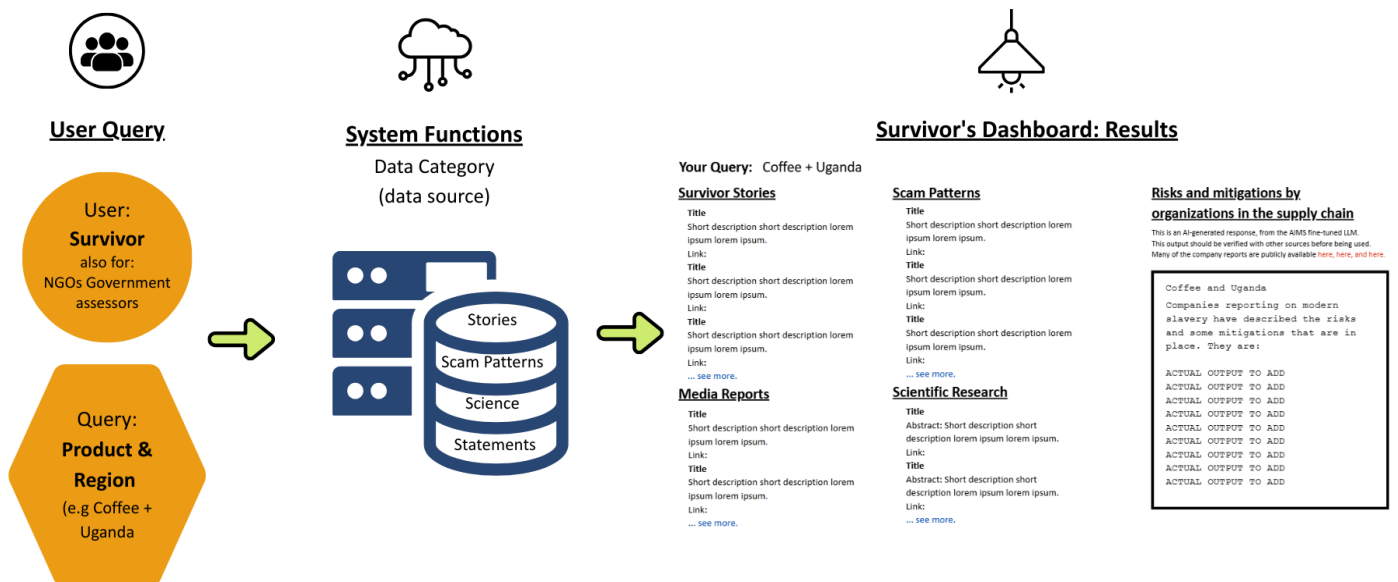 User Query
User:
Survivor
also for:
NGOs Government
assessors
Query:
Product &
Region
(e.g Coffee +
Uganda
System Functions
Data Category
(data source)
Stories
Scam Patterns
Science
Statements
Survivor's Dashboard: Results
Your Query: Coffee + Uganda
Survivor Stories
Title
Short description short description lorem
ipsum lorem ipsum.
Link:
Title
Short description short description lorem
ipsum lorem ipsum.
Link:
Title
Short description short description lorem
ipsum lorem ipsum.
Link:
... see more.
Media Reports
Title
Short description short description lorem
ipsum lorem ipsum.
Link:
Title
Short description short description lorem
ipsum lorem ipsum.
Link:
... see more.
Scam Patterns
Title
Short description short description lorem
ipsum lorem ipsum.
Link:
Title
Short description short description lorem
ipsum lorem ipsum.
Link:
Title
Short description short description lorem
ipsum lorem ipsum.
Link:
... see more.
Scientific Research
Title
Abstract: Short description short
description lorem ipsum lorem ipsum.
Link:
Title
Abstract: Short description short
description lorem ipsum lorem ipsum.
Link:
... see more.
Risks and mitigations by
organizations in the supply chain
This is an AI-generated response, from the AIMS fine-tuned LLM.
This output should be verified with other sources before being used.
Many of the company reports are publicly available here, here, and here.
Coffee and Uganda
Companies reporting on modern
slavery have described the risks
and some mitigations that are in
place. They are:
ACTUAL OUTPUT TO ADD
ACTUAL OUTPUT TO ADD
ACTUAL OUTPUT TO ADD
ACTUAL OUTPUT TO ADD
ACTUAL OUTPUT TO ADD
ACTUAL OUTPUT TO ADD
ACTUAL OUTPUT TO ADD
ACTUAL OUTPUT TO ADD
ACTUAL OUTPUT TO ADD